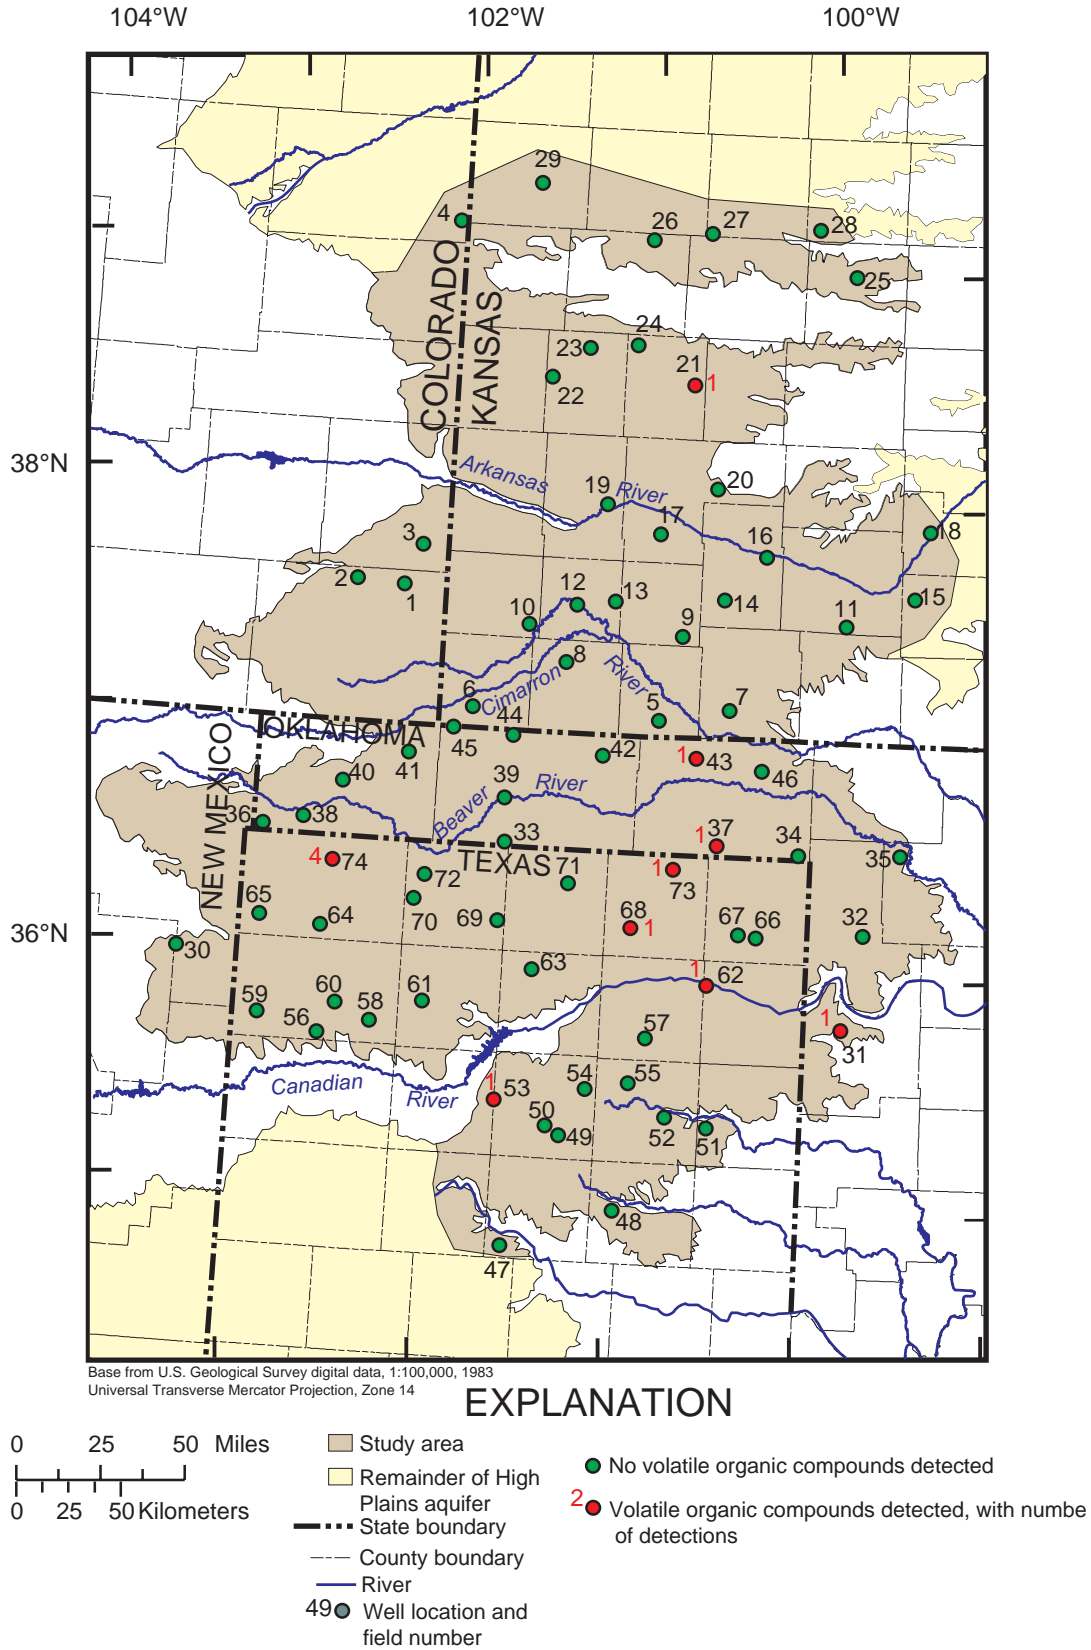 104°W 102°W 100°W
29
4
26 27 28
25
COLORADO
KANSAS
24
23
21 1
22
38°N
Arkansas River
20
19
17
16
18
3
2
1
12 13
10
14
15
11
9
8
Cimarron River
6
5
7
44
45
OKLAHOMA
NEW MEXICO
41
42
1 43
46
40
39
Beaver River
36 38
33
1 37
34
35
TEXAS
4 74
72
71
1 73
70
69
68 1
67 66
32
65
64
30
63
1 62
59
60
61
56
58
57
1
31
Canadian River
1 53
54
55
50
49
52
51
48
47
Base from U.S. Geological Survey digital data, 1:100,000, 1983
Universal Transverse Mercator Projection, Zone 14
EXPLANATION
0 25 50 Miles
0 25 50 Kilometers
Study area
Remainder of High
Plains aquifer
State boundary
County boundary
River
49 Well location and
field number
No volatile organic compounds detected
2 Volatile organic compounds detected, with numbe
of detections